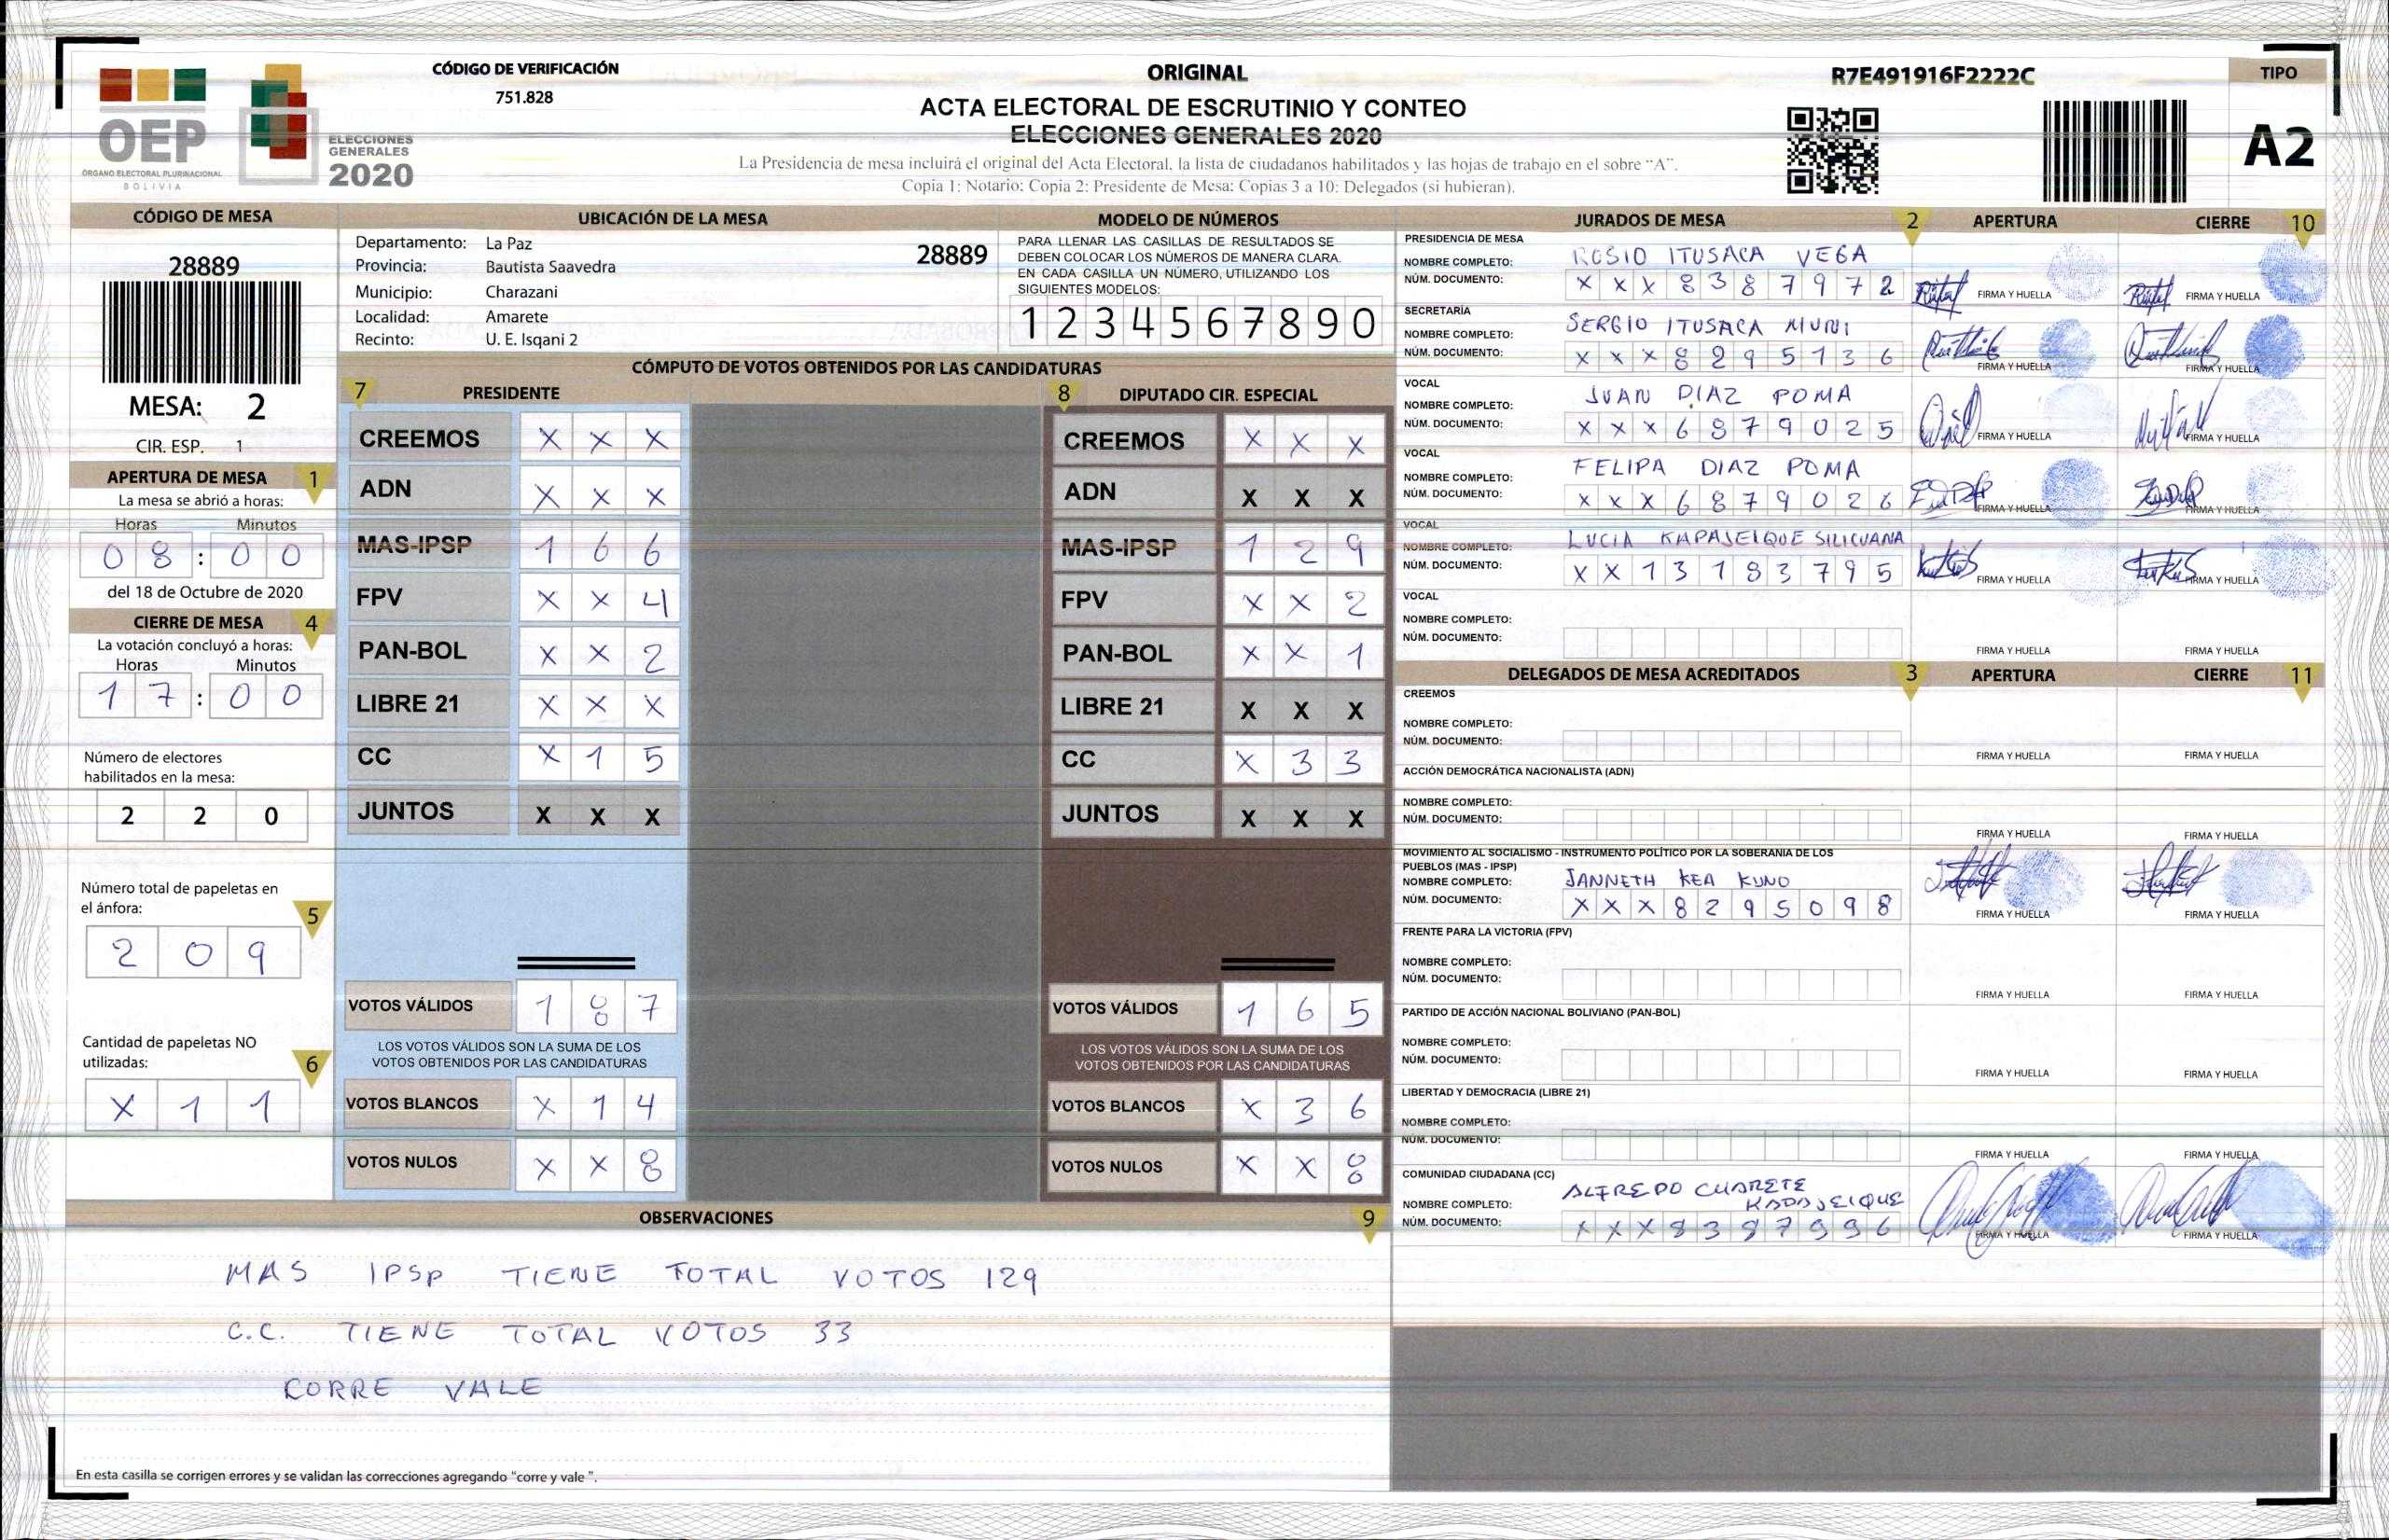 CÓDIGO DE VERIFICACIÓN
751.828
ORIGINAL
ACTA ELECTORAL DE ESCRUTINIO Y CONTEO
ELECCIONES GENERALES 2020
La Presidencia de mesa incluirá el original del Acta Electoral, la lista de ciudadanos habilitados y las hojas de trabajo en el sobre "A".
Copia 1: Notario; Copia 2: Presidente de Mesa; Copias 3 a 10: Delegados (si hubieran).
R7E491916F2222C
TIPO
A2
OEP
ÓRGANO ELECTORAL PLURINACIONAL
BOLIVIA
ELECCIONES
GENERALES
2020
CÓDIGO DE MESA
28889
MESA: 2
CIR. ESP. 1
APERTURA DE MESA 1
La mesa se abrió a horas:
Horas Minutos
0 8 : 0 0
del 18 de Octubre de 2020
CIERRE DE MESA 4
La votación concluyó a horas:
Horas Minutos
1 7 : 0 0
Número de electores
habilitados en la mesa:
2 2 0
Número total de papeletas en
el ánfora:
5
2 0 9
Cantidad de papeletas NO
utilizadas:
6
X 1 1
UBICACIÓN DE LA MESA
Departamento: La Paz
28889
Provincia: Bautista Saavedra
Municipio: Charazani
Localidad: Amarete
Recinto: U. E. Isqani 2
MODELO DE NÚMEROS
PARA LLENAR LAS CASILLAS DE RESULTADOS SE
DEBEN COLOCAR LOS NÚMEROS DE MANERA CLARA.
EN CADA CASILLA UN NÚMERO, UTILIZANDO LOS
SIGUIENTES MODELOS:
1 2 3 4 5 6 7 8 9 0
CÓMPUTO DE VOTOS OBTENIDOS POR LAS CANDIDATURAS
7 PRESIDENTE
CREEMOS X X X
ADN X X X
MAS-IPSP 1 6 6
FPV X X 4
PAN-BOL X X 2
LIBRE 21 X X X
CC X 1 5
JUNTOS X X X
VOTOS VÁLIDOS 1 8 7
LOS VOTOS VÁLIDOS SON LA SUMA DE LOS
VOTOS OBTENIDOS POR LAS CANDIDATURAS
VOTOS BLANCOS X 1 4
VOTOS NULOS X X 8
8 DIPUTADO CIR. ESPECIAL
CREEMOS X X X
ADN X X X
MAS-IPSP 1 2 9
FPV X X 2
PAN-BOL X X 1
LIBRE 21 X X X
CC X 3 3
JUNTOS X X X
VOTOS VÁLIDOS 1 6 5
LOS VOTOS VÁLIDOS SON LA SUMA DE LOS
VOTOS OBTENIDOS POR LAS CANDIDATURAS
VOTOS BLANCOS X 3 6
VOTOS NULOS X X 8
OBSERVACIONES 9
MAS IPSP TIENE TOTAL VOTOS 129
C.C. TIENE TOTAL VOTOS 33
CORRE VALE
En esta casilla se corrigen errores y se validan las correcciones agregando "corre y vale ".
JURADOS DE MESA 2 APERTURA CIERRE 10
PRESIDENCIA DE MESA
NOMBRE COMPLETO: ROSIO ITUSACA VEGA
NÚM. DOCUMENTO: X X X 8 3 8 7 9 7 2
FIRMA Y HUELLA FIRMA Y HUELLA
SECRETARÍA
NOMBRE COMPLETO: SERGIO ITUSACA MUNI
NÚM. DOCUMENTO: X X X 8 2 9 5 1 3 6
FIRMA Y HUELLA FIRMA Y HUELLA
VOCAL
NOMBRE COMPLETO: JUAN DIAZ POMA
NÚM. DOCUMENTO: X X X 6 8 7 9 0 2 5
FIRMA Y HUELLA FIRMA Y HUELLA
VOCAL
NOMBRE COMPLETO: FELIPA DIAZ POMA
NÚM. DOCUMENTO: X X X 6 8 7 9 0 2 6
FIRMA Y HUELLA FIRMA Y HUELLA
VOCAL
NOMBRE COMPLETO: LUCIA KAPAJEIQUE SILICUANA
NÚM. DOCUMENTO: X X 1 3 1 8 3 7 9 5
FIRMA Y HUELLA FIRMA Y HUELLA
VOCAL
NOMBRE COMPLETO:
NÚM. DOCUMENTO:
FIRMA Y HUELLA FIRMA Y HUELLA
DELEGADOS DE MESA ACREDITADOS 3 APERTURA CIERRE 11
CREEMOS
NOMBRE COMPLETO:
NÚM. DOCUMENTO:
FIRMA Y HUELLA FIRMA Y HUELLA
ACCIÓN DEMOCRÁTICA NACIONALISTA (ADN)
NOMBRE COMPLETO:
NÚM. DOCUMENTO:
FIRMA Y HUELLA FIRMA Y HUELLA
MOVIMIENTO AL SOCIALISMO - INSTRUMENTO POLÍTICO POR LA SOBERANIA DE LOS
PUEBLOS (MAS - IPSP)
NOMBRE COMPLETO: JANNETH KEA KUNO
NÚM. DOCUMENTO: X X X 8 2 9 5 0 9 8
FIRMA Y HUELLA FIRMA Y HUELLA
FRENTE PARA LA VICTORIA (FPV)
NOMBRE COMPLETO:
NÚM. DOCUMENTO:
FIRMA Y HUELLA FIRMA Y HUELLA
PARTIDO DE ACCIÓN NACIONAL BOLIVIANO (PAN-BOL)
NOMBRE COMPLETO:
NÚM. DOCUMENTO:
FIRMA Y HUELLA FIRMA Y HUELLA
LIBERTAD Y DEMOCRACIA (LIBRE 21)
NOMBRE COMPLETO:
NÚM. DOCUMENTO:
FIRMA Y HUELLA FIRMA Y HUELLA
COMUNIDAD CIUDADANA (CC)
NOMBRE COMPLETO: ALFREDO CUARETE
NÚM. DOCUMENTO: X X X 8 3 8 7 9 9 6
FIRMA Y HUELLA FIRMA Y HUELLA